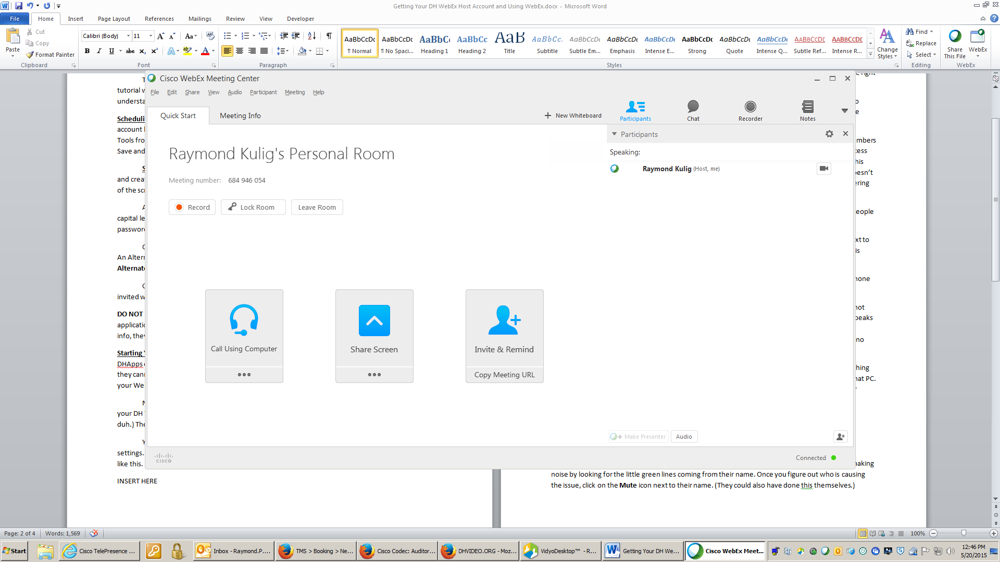 Getting Your DH WebEx Host Account and Using WebEx.docx - Microsoft Word
File Home Insert Page Layout References Mailings Review View Developer
Paste
Cut
Copy
Format Painter
Clipboard
Calibri (Body) 11
Font
Paragraph
AaBbCcDc AaBbCcDc AaBbCc AaBbCc AaB AaBbCc. AaBbCcDc AaBbCcDc AaBbCcDc AaBbCcDc AaBbCcDc AaBbCcDc AABBCCDC AABBCCDC
¶ Normal ¶ No Spaci... Heading 1 Heading 2 Title Subtitle Subtle Em... Emphasis Intense E... Strong Quote Intense Q... Subtle Ref... Intense R...
Change Styles
Styles
Find
Replace
Select
Editing
Share This File
WebEx
WebEx
tutorial w
understa
Scheduli
account
Tools fro
Save and
and crea
of the scr
capital le
password
An Altern
Alternate
invited w
DO NOT
applicatio
info, they
Starting Y
DHApps
they cann
your We
your DH
duh.) The
settings.
like this.
INSERT HERE
Cisco WebEx Meeting Center
File Edit Share View Audio Participant Meeting Help
Quick Start Meeting Info
New Whiteboard
Participants Chat Recorder Notes
Raymond Kulig's Personal Room
Meeting number: 684 946 054
Record Lock Room Leave Room
Call Using Computer
Share Screen
Invite & Remind
Copy Meeting URL
Participants
Speaking:
Raymond Kulig (Host, me)
Make Presenter Audio
cisco
Connected
e right
mbers
cess
his
esn't
ering
eople
xt to
is
hone
not
peaks
no
hing
hat PC.
making
noise by looking for the little green lines coming from their name. Once you figure out who is causing
the issue, click on the Mute icon next to their name. (They could also have done this themselves.)
Page: 2 of 4 Words: 1,569
100%
Start
Cisco TelePresence ...
Inbox - Raymond.P....
TMS > Booking > Ne...
Cisco Codec: Auditor...
DHVIDEO.ORG - Moz...
VidyoDesktop™ - R...
Getting Your DH We...
Cisco WebEx Meet...
12:46 PM
5/20/2015